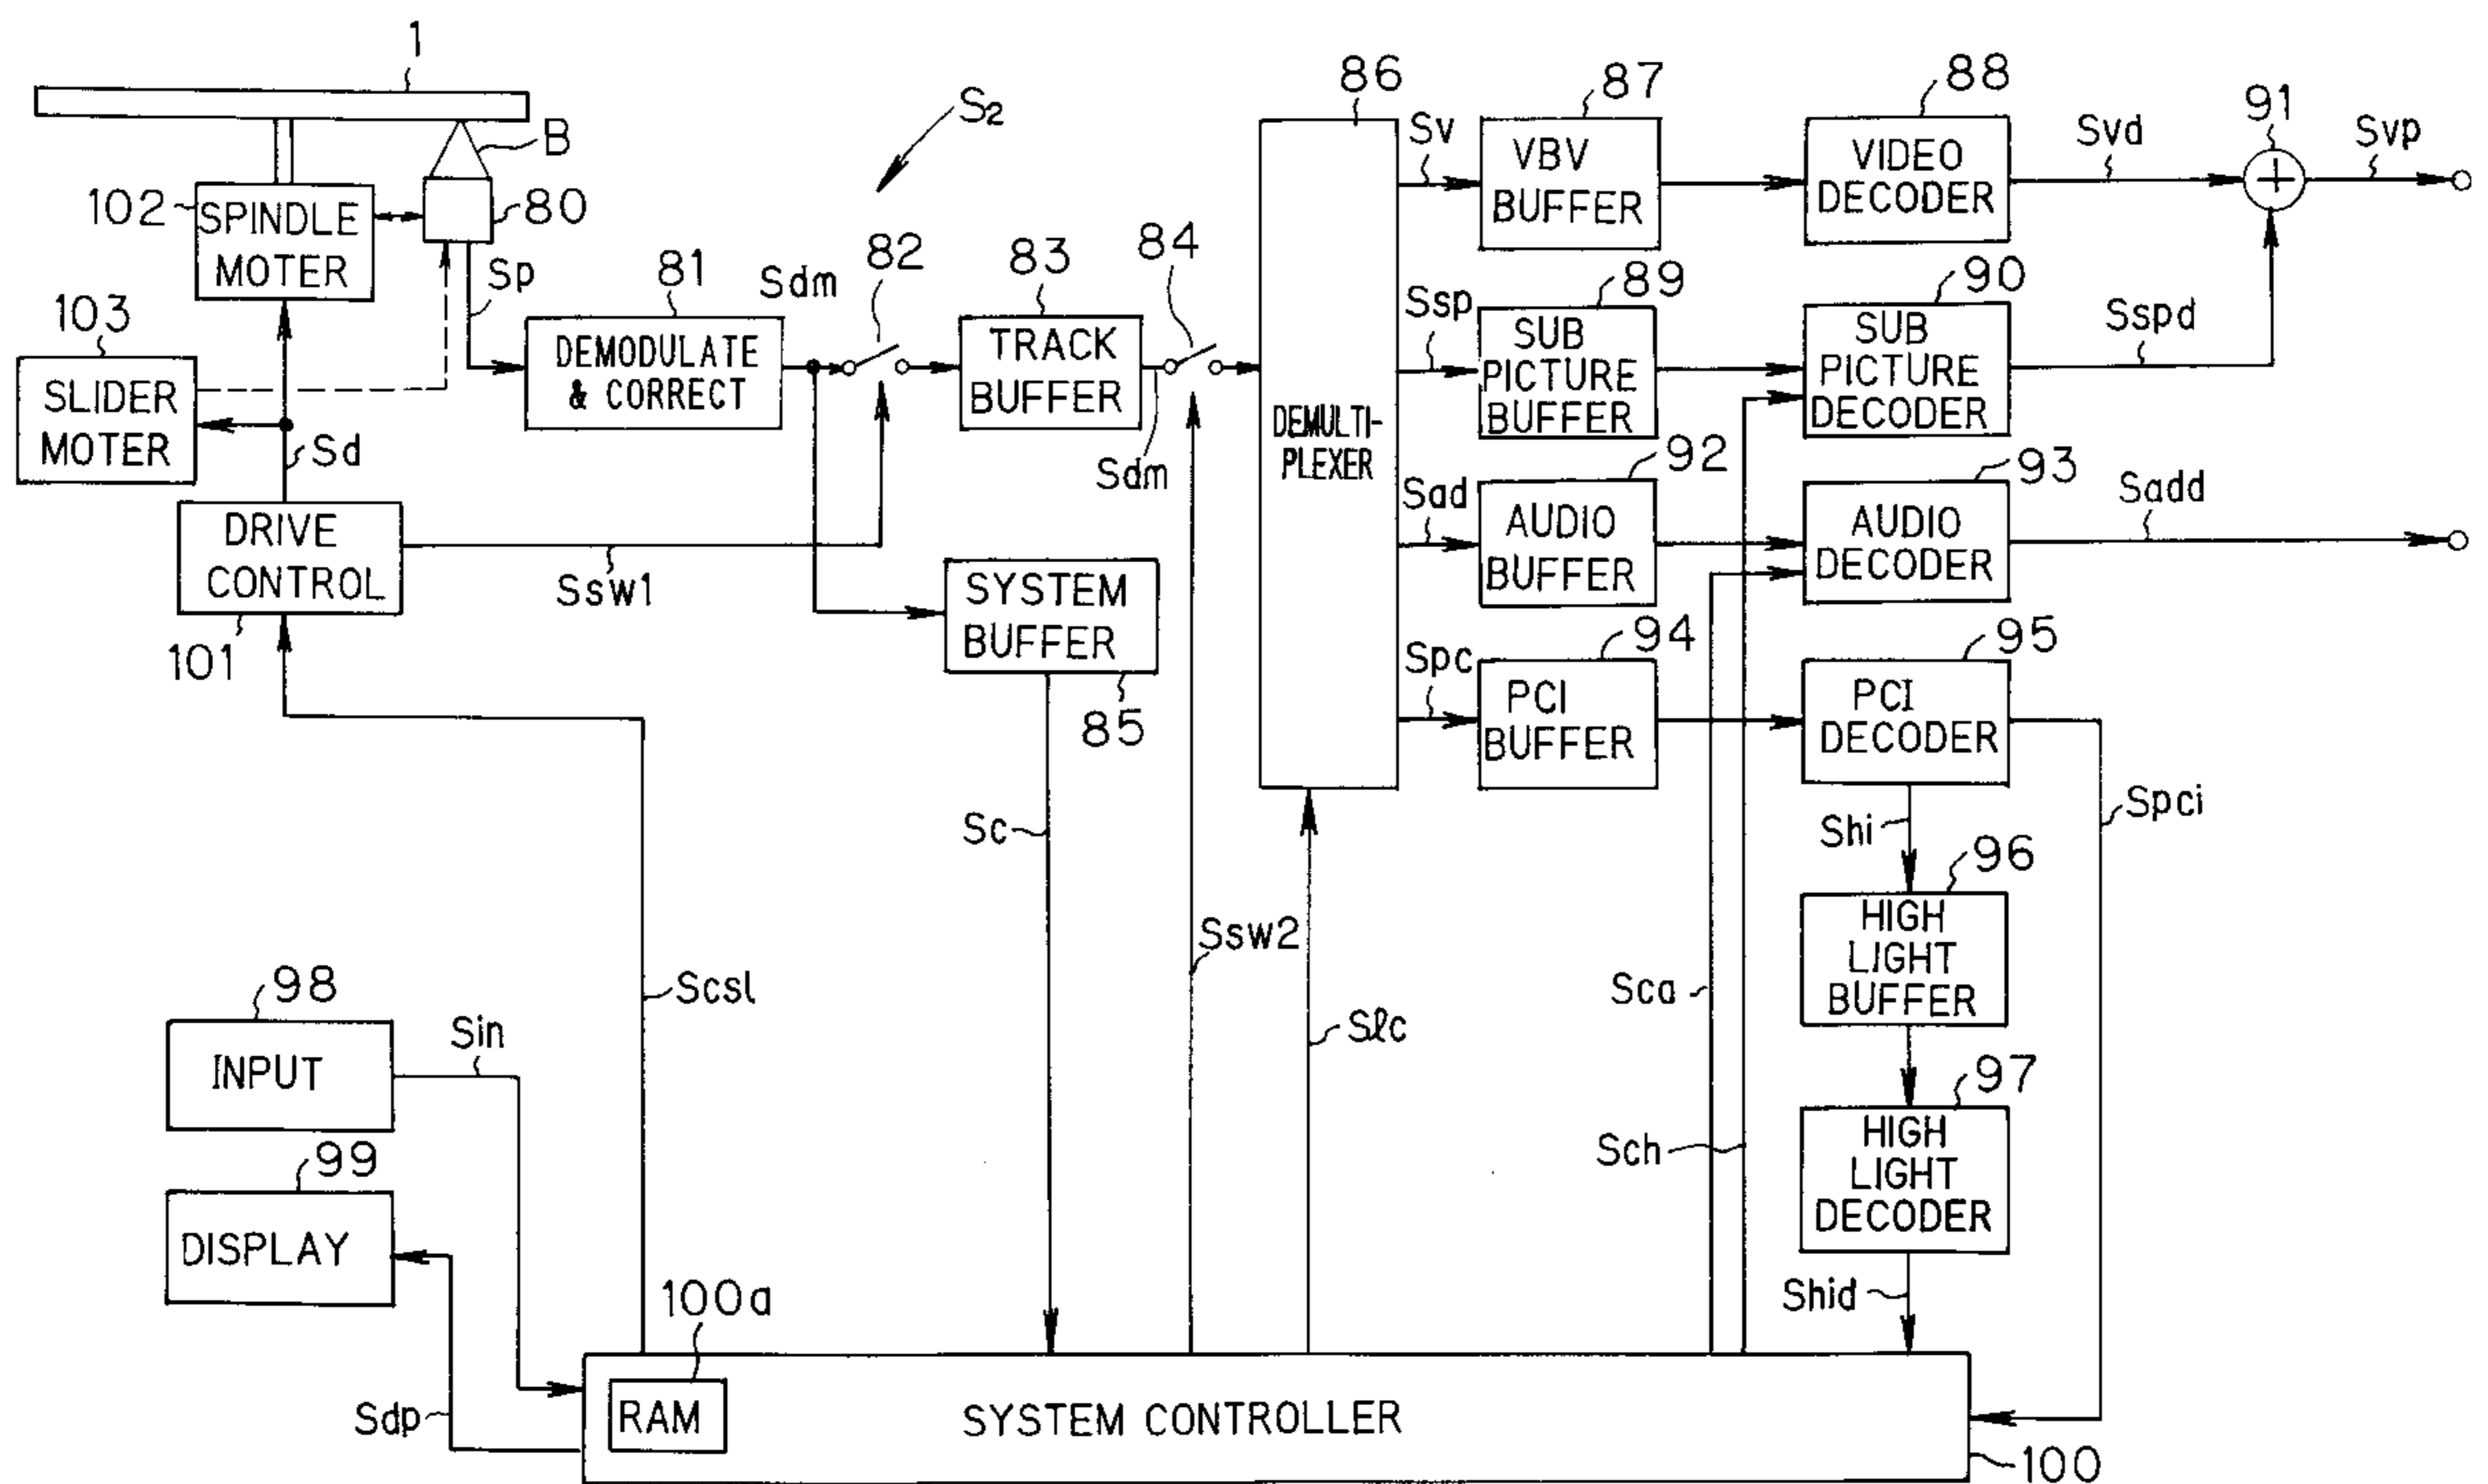 1
S2
86
87
88
91
Sv
Svd
Svp
B
VBV
BUFFER
VIDEO
DECODER
102
SPINDLE
MOTER
80
Sp
81
Sdm
82
83
84
Ssp
89
90
Sspd
103
DEMODULATE
& CORRECT
TRACK
BUFFER
SUB
PICTURE
BUFFER
SUB
PICTURE
DECODER
SLIDER
MOTER
Sd
Sdm
DEMULTI-
PLEXER
92
93
Sad
Sadd
DRIVE
CONTROL
AUDIO
BUFFER
AUDIO
DECODER
Ssw1
SYSTEM
BUFFER
101
85
94
95
Spc
PCI
BUFFER
PCI
DECODER
Spci
Sc
Shi
96
HIGH
LIGHT
BUFFER
Ssw2
Scsl
Sca
Slc
98
INPUT
Sin
97
HIGH
LIGHT
DECODER
Sch
99
DISPLAY
Shid
100a
RAM
Sdp
SYSTEM CONTROLLER
100